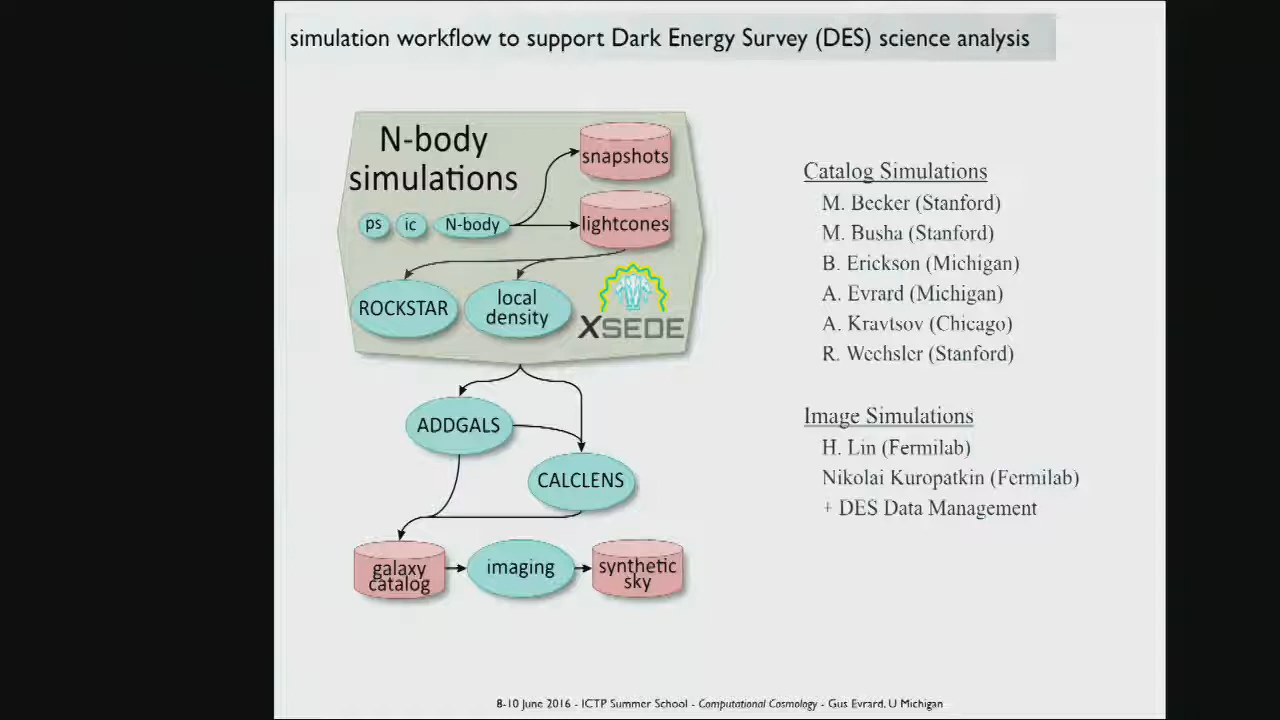 simulation workflow to support Dark Energy Survey (DES) science analysis
N-body
simulations
snapshots
ps
ic
N-body
lightcones
ROCKSTAR
local
density
XSEDE
ADDGALS
CALCLENS
galaxy
catalog
imaging
synthetic
sky
Catalog Simulations
M. Becker (Stanford)
M. Busha (Stanford)
B. Erickson (Michigan)
A. Evrard (Michigan)
A. Kravtsov (Chicago)
R. Wechsler (Stanford)
Image Simulations
H. Lin (Fermilab)
Nikolai Kuropatkin (Fermilab)
+ DES Data Management
8-10 June 2016 - ICTP Summer School - Computational Cosmology - Gus Evrard, U Michigan